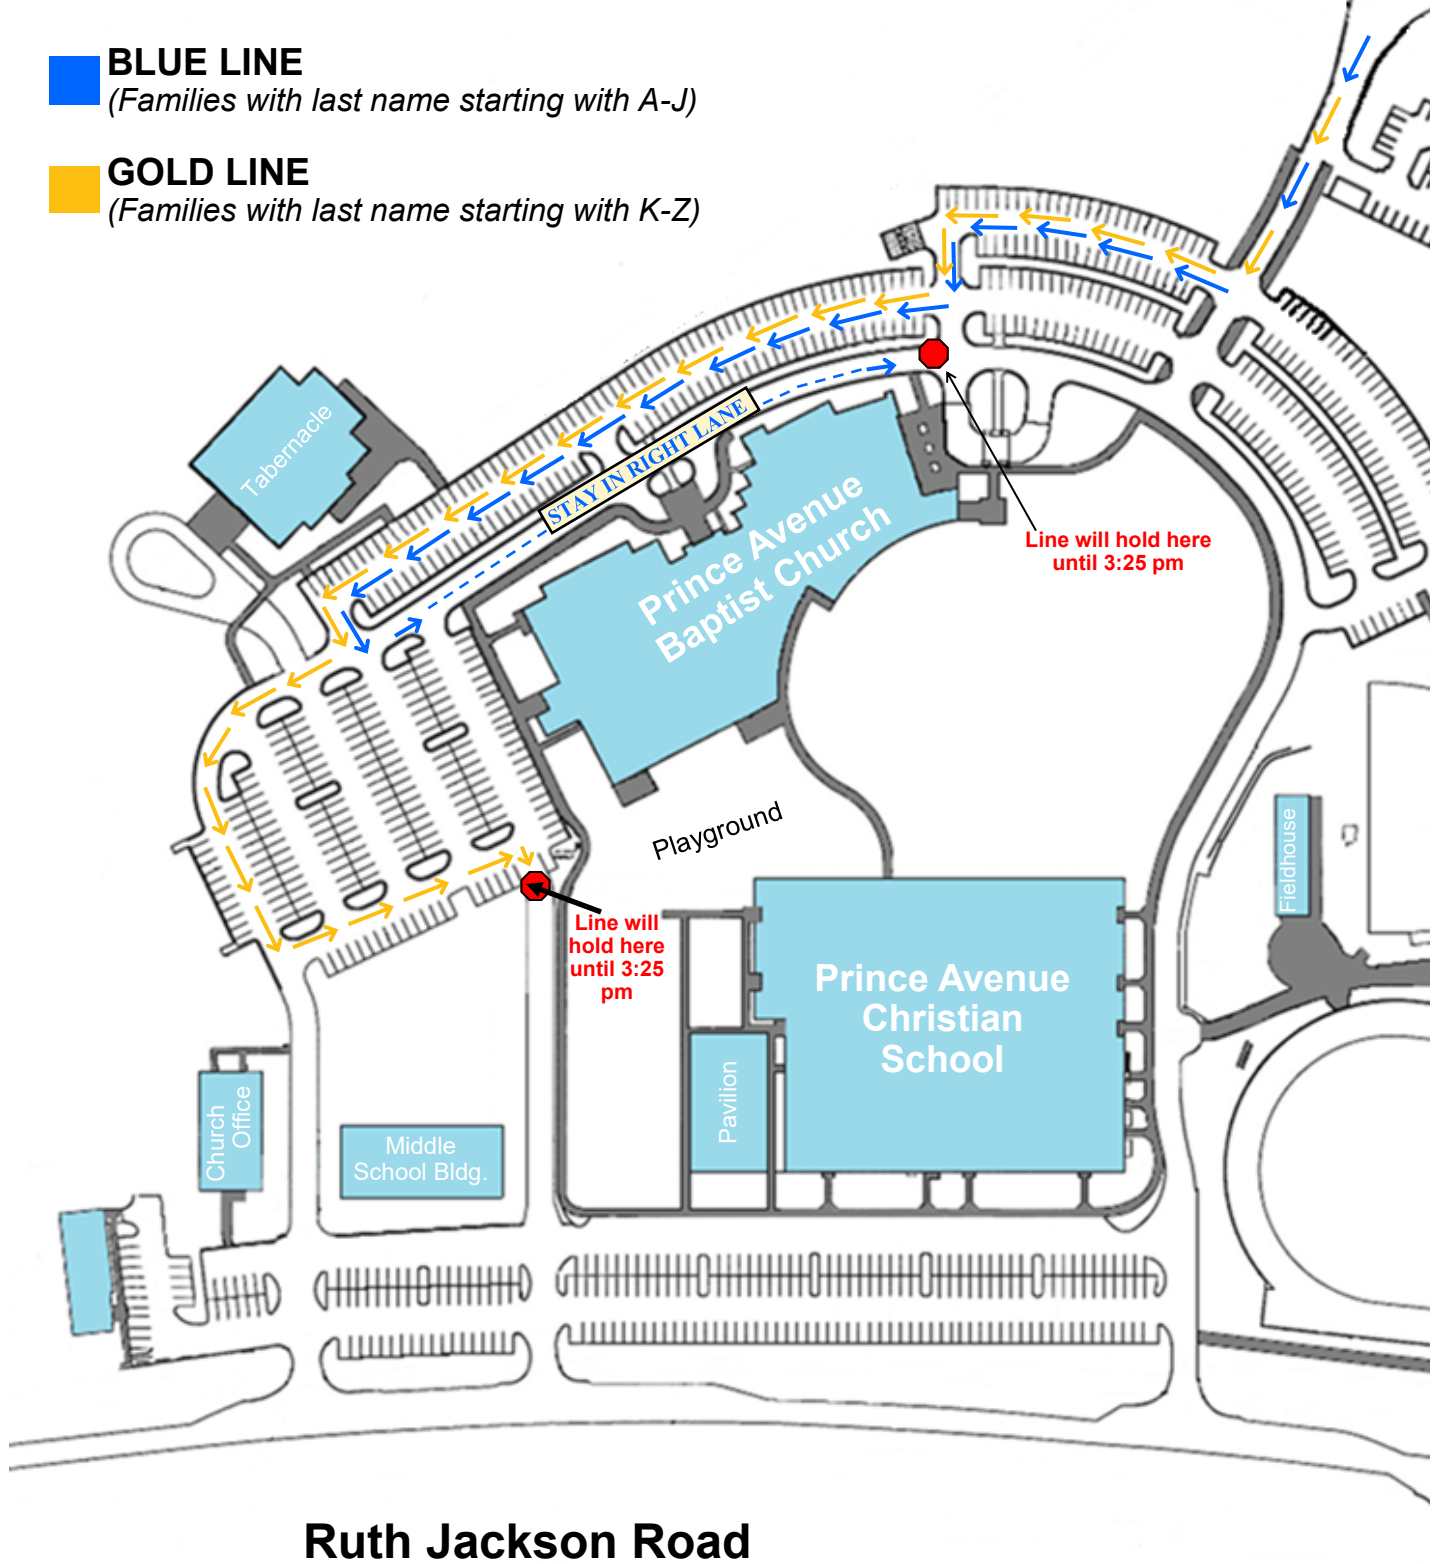 BLUE LINE
(Families with last name starting with A-J)
GOLD LINE
(Families with last name starting with K-Z)
Tabernacle
STAY IN RIGHT LANE
Prince Avenue
Baptist Church
Line will hold here
until 3:25 pm
Playground
Fieldhouse
Line will
hold here
until 3:25
pm
Prince Avenue
Christian
School
Pavilion
Church
Office
Middle
School Bldg.
Ruth Jackson Road